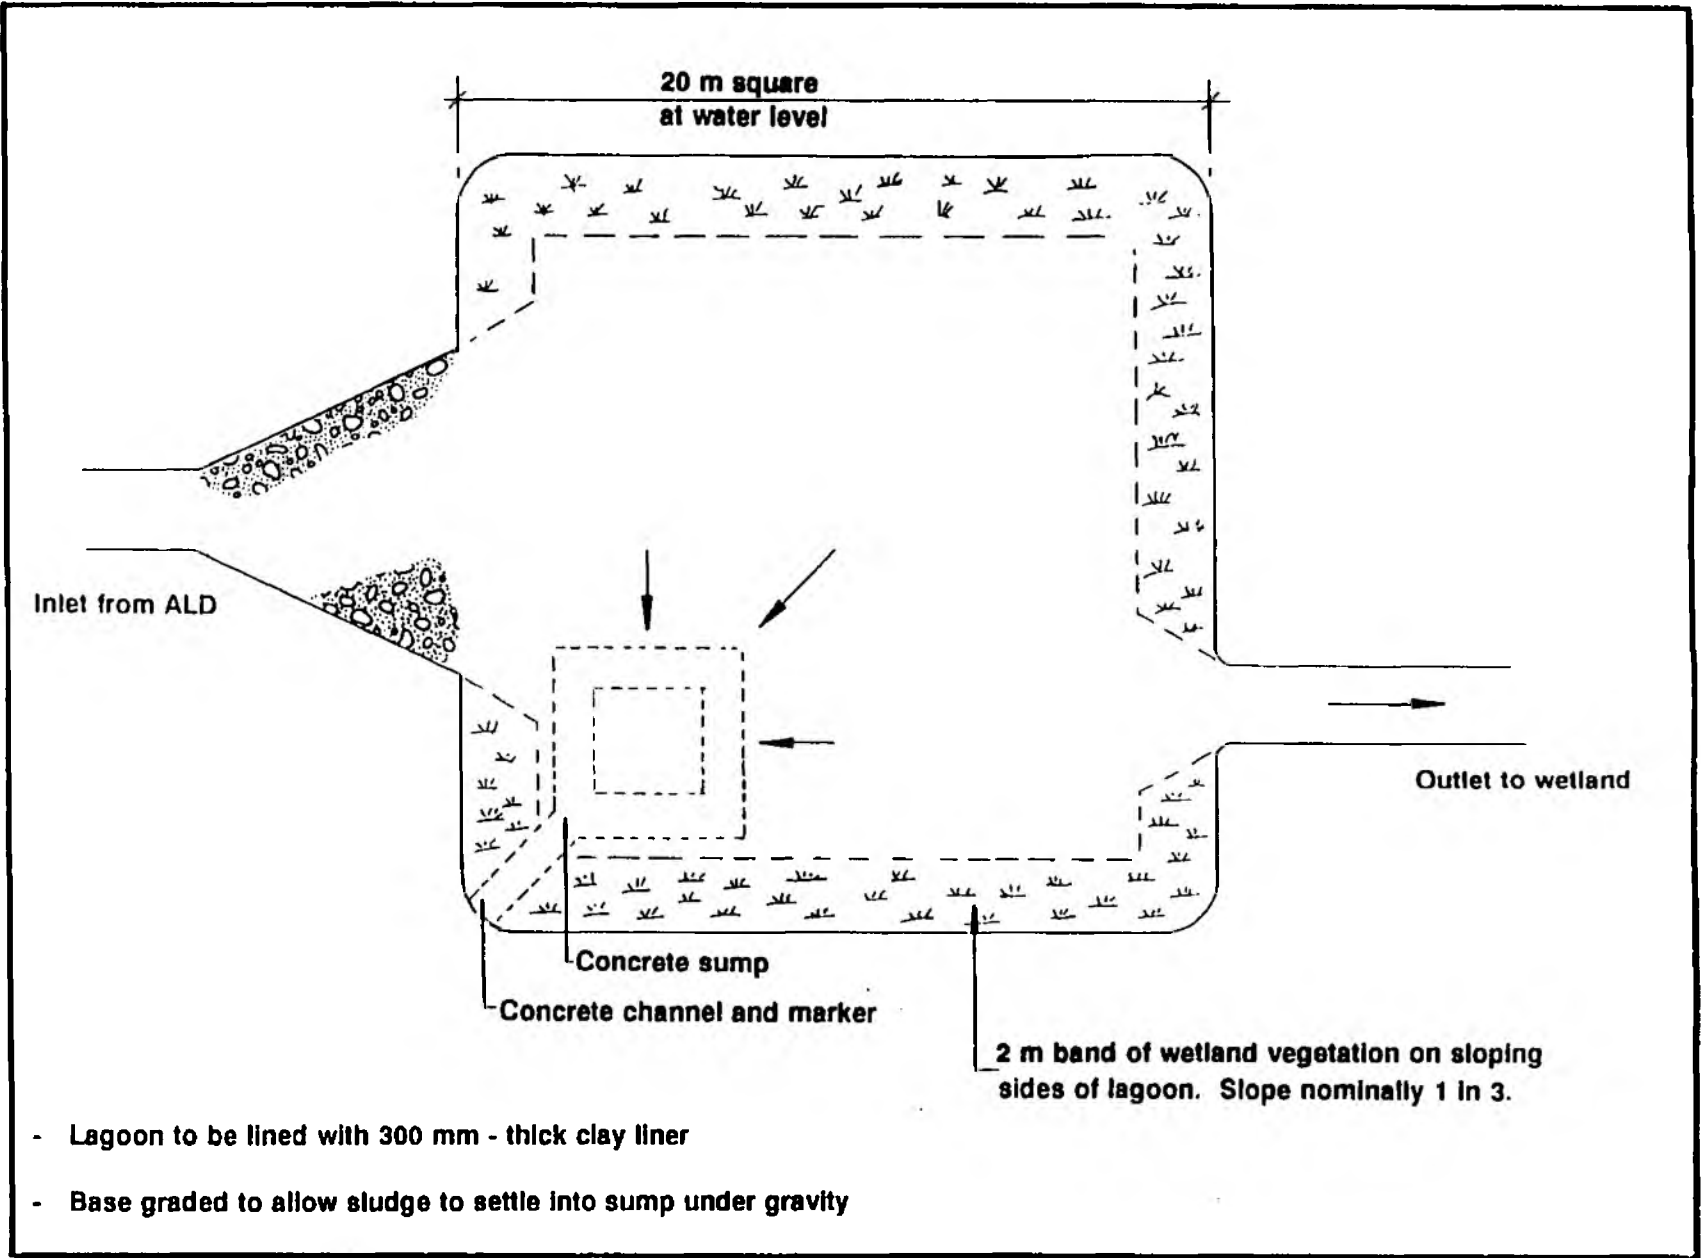 20 m square
at water level
Inlet from ALD
Outlet to wetland
Concrete sump
Concrete channel and marker
2 m band of wetland vegetation on sloping
sides of lagoon. Slope nominally 1 in 3.
- Lagoon to be lined with 300 mm - thick clay liner
- Base graded to allow sludge to settle into sump under gravity